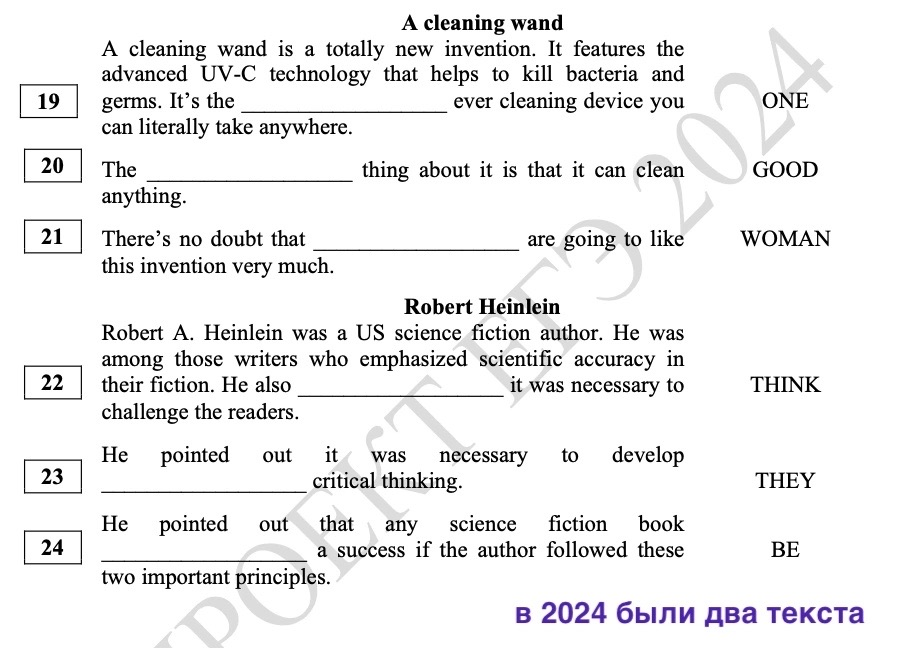 A cleaning wand
A cleaning wand is a totally new invention. It features the
advanced UV-C technology that helps to kill bacteria and
19 germs. It’s the ____________________ ever cleaning device you ONE
can literally take anywhere.
20 The ____________________ thing about it is that it can clean GOOD
anything.
21 There’s no doubt that ____________________ are going to like WOMAN
this invention very much.
Robert Heinlein
Robert A. Heinlein was a US science fiction author. He was
among those writers who emphasized scientific accuracy in
22 their fiction. He also ____________________ it was necessary to THINK
challenge the readers.
He pointed out it was necessary to develop
23 ____________________ critical thinking. THEY
He pointed out that any science fiction book
24 ____________________ a success if the author followed these BE
two important principles.
ПРОЕКТ ЕГЭ 2024
в 2024 были два текста